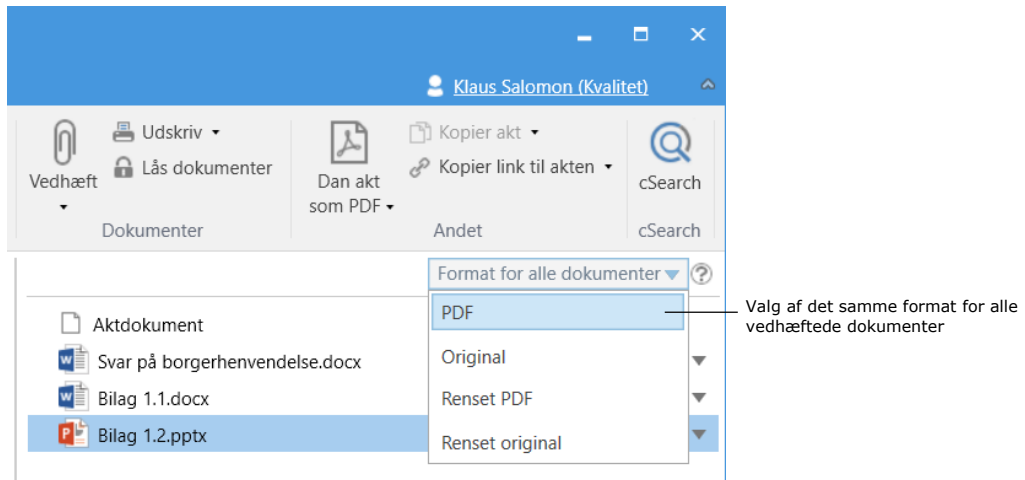 Klaus Salomon (Kvalitet)
Udskriv
Kopier akt
Lås dokumenter
Kopier link til akten
Vedhæft
Dan akt
som PDF
cSearch
Dokumenter
Andet
cSearch
Format for alle dokumenter
?
PDF
Valg af det samme format for alle
vedhæftede dokumenter
Aktdokument
Svar på borgerhenvendelse.docx
Original
Bilag 1.1.docx
Renset PDF
Bilag 1.2.pptx
Renset original